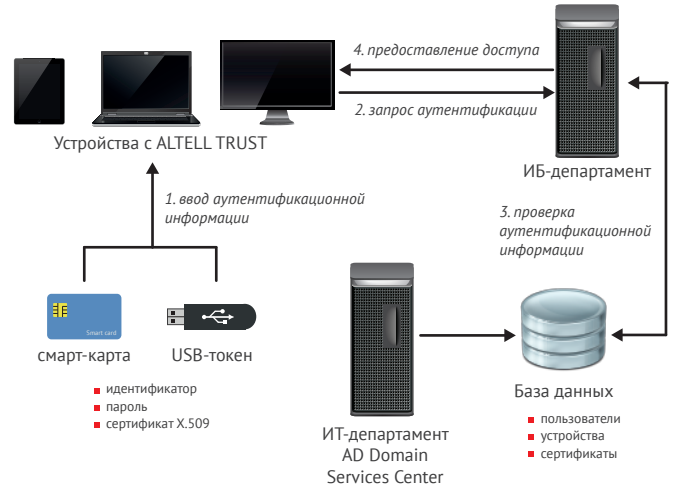 4. предоставление доступа
2. запрос аутентификации
Устройства с ALTELL TRUST
ИБ-департамент
1. ввод аутентификационной
информации
3. проверка
аутентификационной
информации
Smart card
смарт-карта
USB-токен
идентификатор
пароль
сертификат X.509
ИТ-департамент
AD Domain
Services Center
База данных
пользователи
устройства
сертификаты